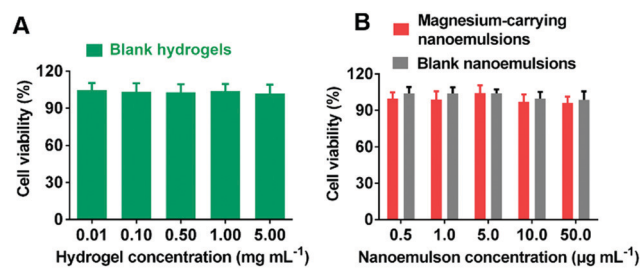 A
Blank hydrogels
Cell viability (%)
120
90
60
30
0
0.01 0.10 0.50 1.00 5.00
Hydrogel concentration (mg mL-1)
B
Magnesium-carrying
nanoemulsions
Blank nanoemulsions
Cell viability (%)
120
90
60
30
0
0.5 1.0 5.0 10.0 50.0
Nanoemulson concentration (μg mL-1)